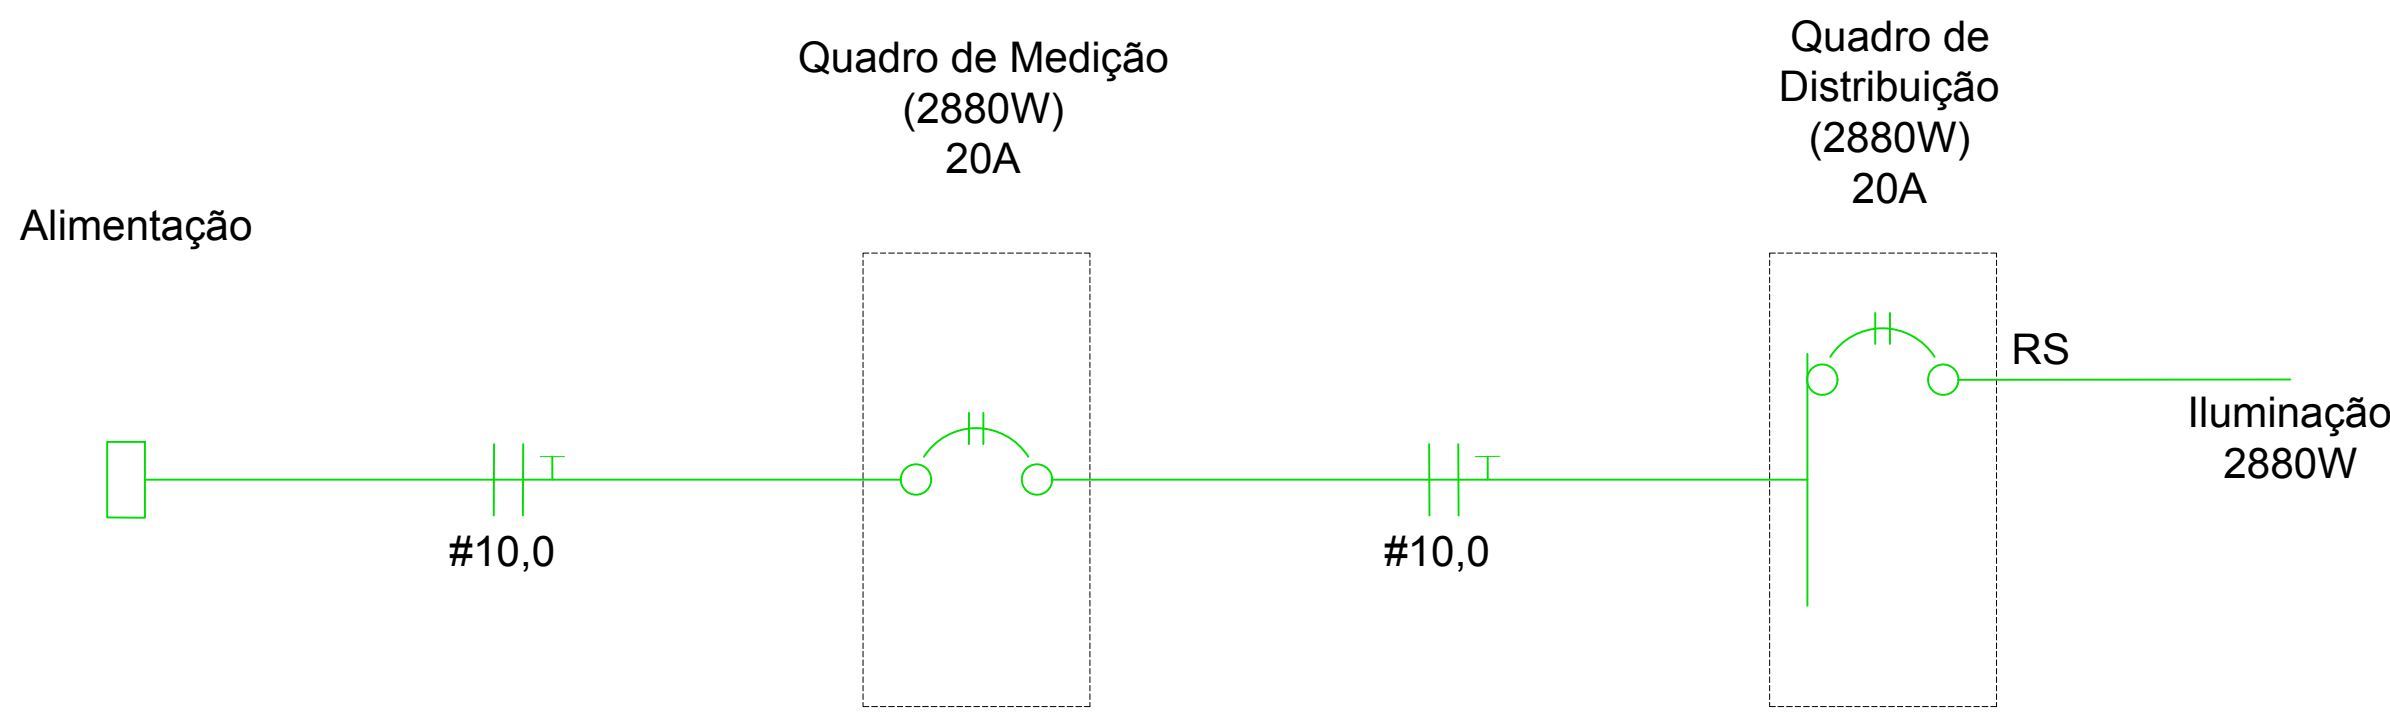 Quadro de Medição
(2880W)
20A
Quadro de
Distribuição
(2880W)
20A
Alimentação
RS
Iluminação
2880W
#10,0
#10,0